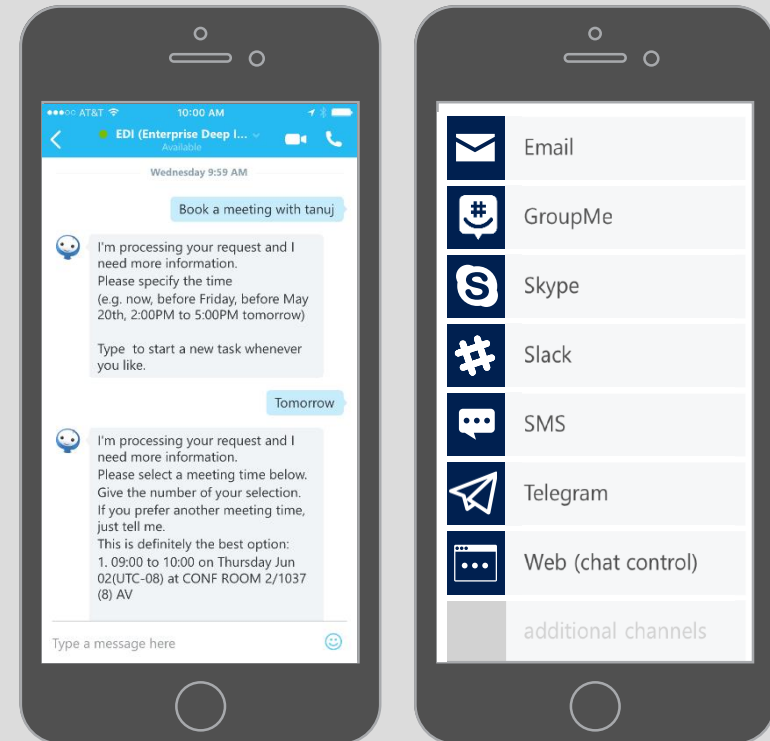 AT&T 10:00 AM
EDI (Enterprise Deep I...
Available
Wednesday 9:59 AM
Book a meeting with tanuj
I'm processing your request and I
need more information.
Please specify the time
(e.g. now, before Friday, before May
20th, 2:00PM to 5:00PM tomorrow)
Type to start a new task whenever
you like.
Tomorrow
I'm processing your request and I
need more information.
Please select a meeting time below.
Give the number of your selection.
If you prefer another meeting time,
just tell me.
This is definitely the best option:
1. 09:00 to 10:00 on Thursday Jun
02(UTC-08) at CONF ROOM 2/1037
(8) AV
Type a message here
Email
GroupMe
Skype
Slack
SMS
Telegram
Web (chat control)
additional channels